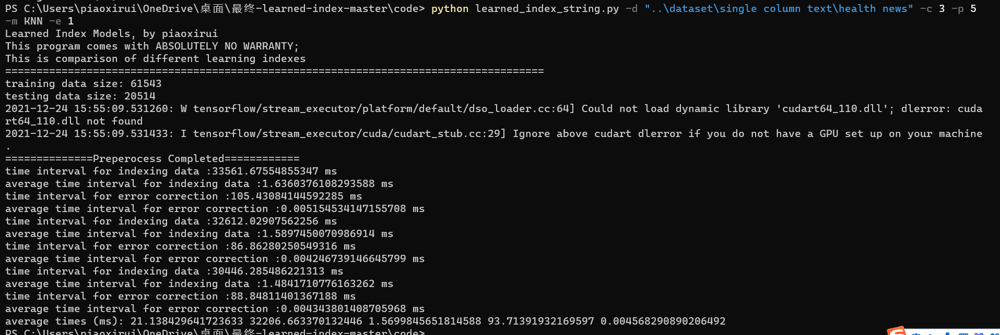 PS C:\Users\piaoxirui\OneDrive\桌面\最终-learned-index-master\code> python learned_index_string.py -d "..\dataset\single column text\health news" -c 3 -p 5
-m KNN -e 1
Learned Index Models, by piaoxirui
This program comes with ABSOLUTELY NO WARRANTY;
This is comparison of different learning indexes
======================================================================================
training data size: 61543
testing data size: 20514
2021-12-24 15:55:09.531260: W tensorflow/stream_executor/platform/default/dso_loader.cc:64] Could not load dynamic library 'cudart64_110.dll'; dlerror: cuda
rt64_110.dll not found
2021-12-24 15:55:09.531433: I tensorflow/stream_executor/cuda/cudart_stub.cc:29] Ignore above cudart dlerror if you do not have a GPU set up on your machine
.
==============Preperocess Completed============
time interval for indexing data :33561.67554855347 ms
average time interval for indexing data :1.6360376108293588 ms
time interval for error correction :105.43084144592285 ms
average time interval for error correction :0.005154534147155708 ms
time interval for indexing data :32612.02907562256 ms
average time interval for indexing data :1.5897450070986914 ms
time interval for error correction :86.86280250549316 ms
average time interval for error correction :0.004246739146645799 ms
time interval for indexing data :30446.285486221313 ms
average time interval for indexing data :1.4841710776163262 ms
time interval for error correction :88.84811401367188 ms
average time interval for error correction :0.004343801408705968 ms
average times (ms): 21.138429641723633 32206.663370132446 1.5699845651814588 93.71391932169597 0.004568290890206492
PS C:\Users\piaoxirui\OneDrive\桌面\最终-learned-index-master\code>